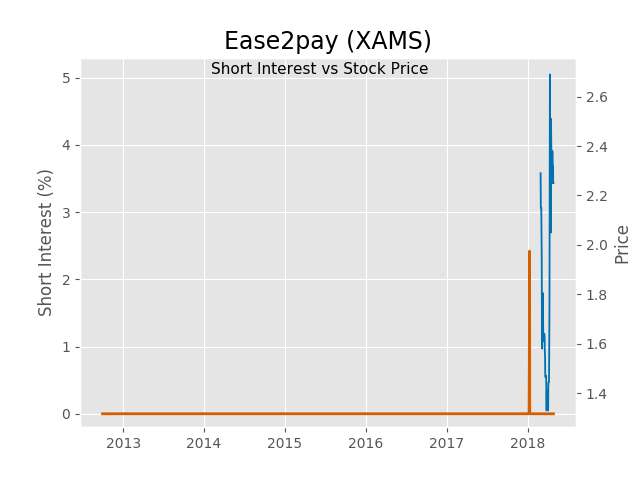 Ease2pay (XAMS)
Short Interest vs Stock Price
Short Interest (%)
5
4
3
2
1
0
2.6
2.4
2.2
2.0
1.8
1.6
1.4
Price
2013 2014 2015 2016 2017 2018